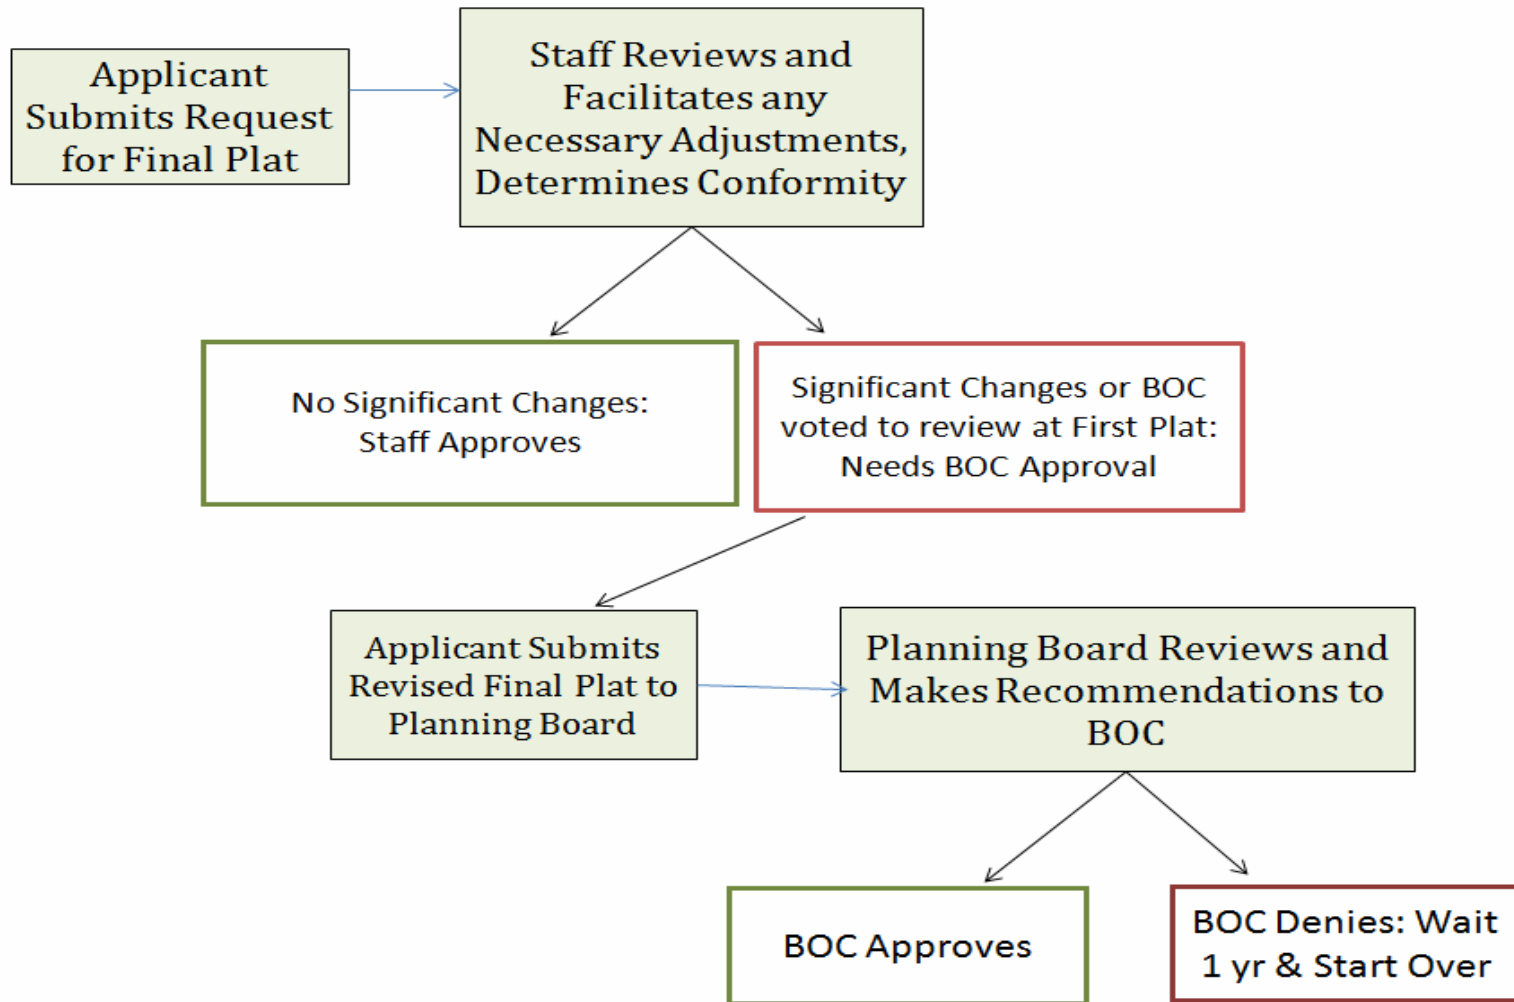 Applicant
Submits Request
for Final Plat
Staff Reviews and
Facilitates any
Necessary Adjustments,
Determines Conformity
No Significant Changes:
Staff Approves
Significant Changes or BOC
voted to review at First Plat:
Needs BOC Approval
Applicant Submits
Revised Final Plat to
Planning Board
Planning Board Reviews and
Makes Recommendations to
BOC
BOC Approves
BOC Denies: Wait
1 yr & Start Over